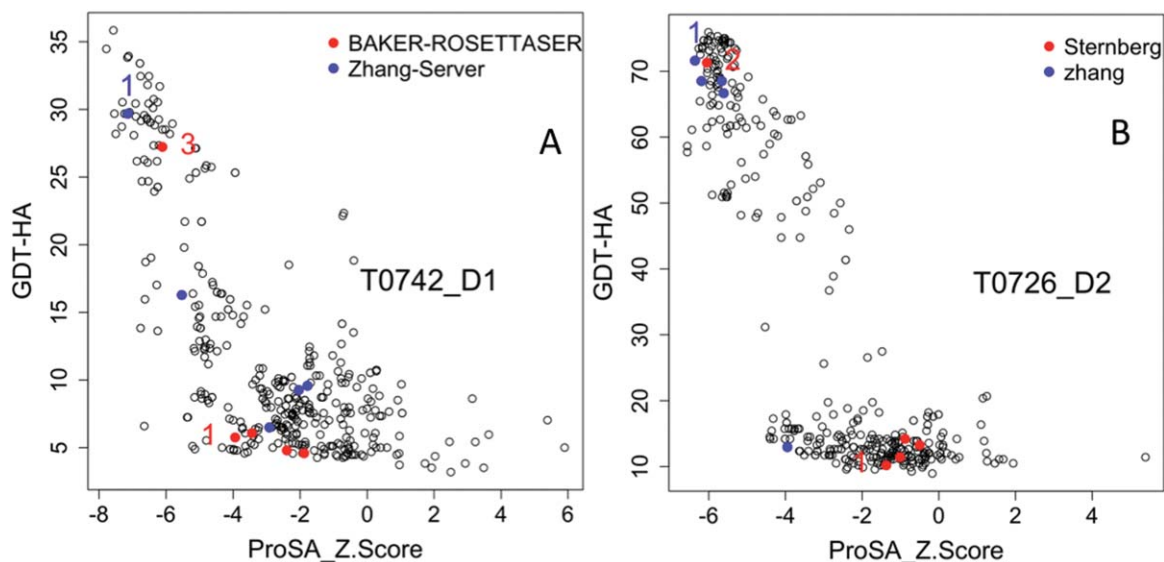 BAKER-ROSETTASER
Zhang-Server
1
3
1
A
T0742_D1
GDT-HA
35
30
25
20
15
10
5
-8 -6 -4 -2 0 2 4 6
ProSA_Z.Score
Sternberg
zhang
1
2
1
B
T0726_D2
GDT-HA
70
60
50
40
30
20
10
-6 -4 -2 0 2 4
ProSA_Z.Score